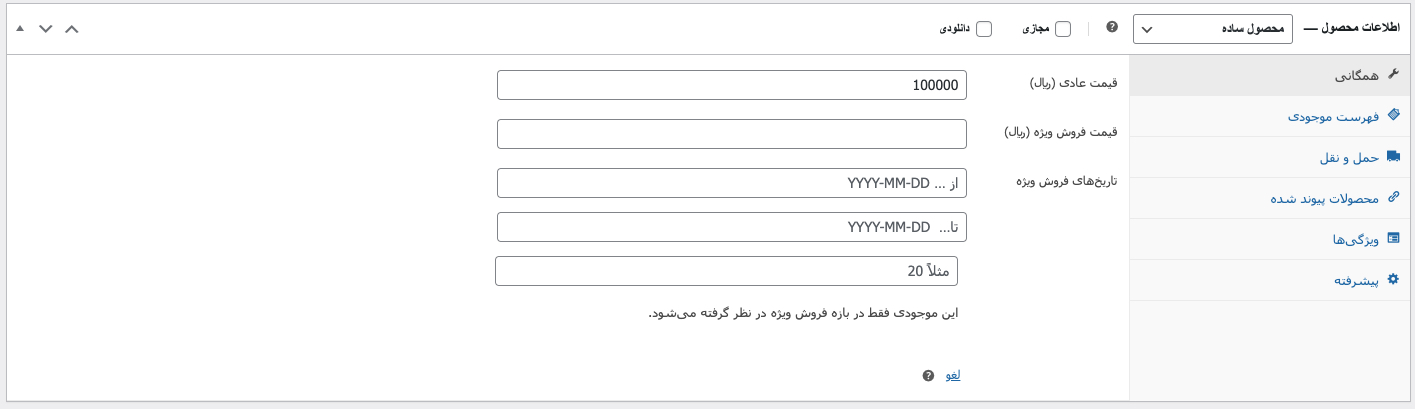 اطلاعات محصول — محصول ساده مجازی دانلودی
همگانی
فهرست موجودی
حمل و نقل
محصولات پیوند شده
ویژگی‌ها
پیشرفته
قیمت عادی (ریال) 100000
قیمت فروش ویژه (ریال)
تاریخ‌های فروش ویژه از ... YYYY-MM-DD
تا... YYYY-MM-DD
مثلاً 20
این موجودی فقط در بازه فروش ویژه در نظر گرفته می‌شود.
لغو